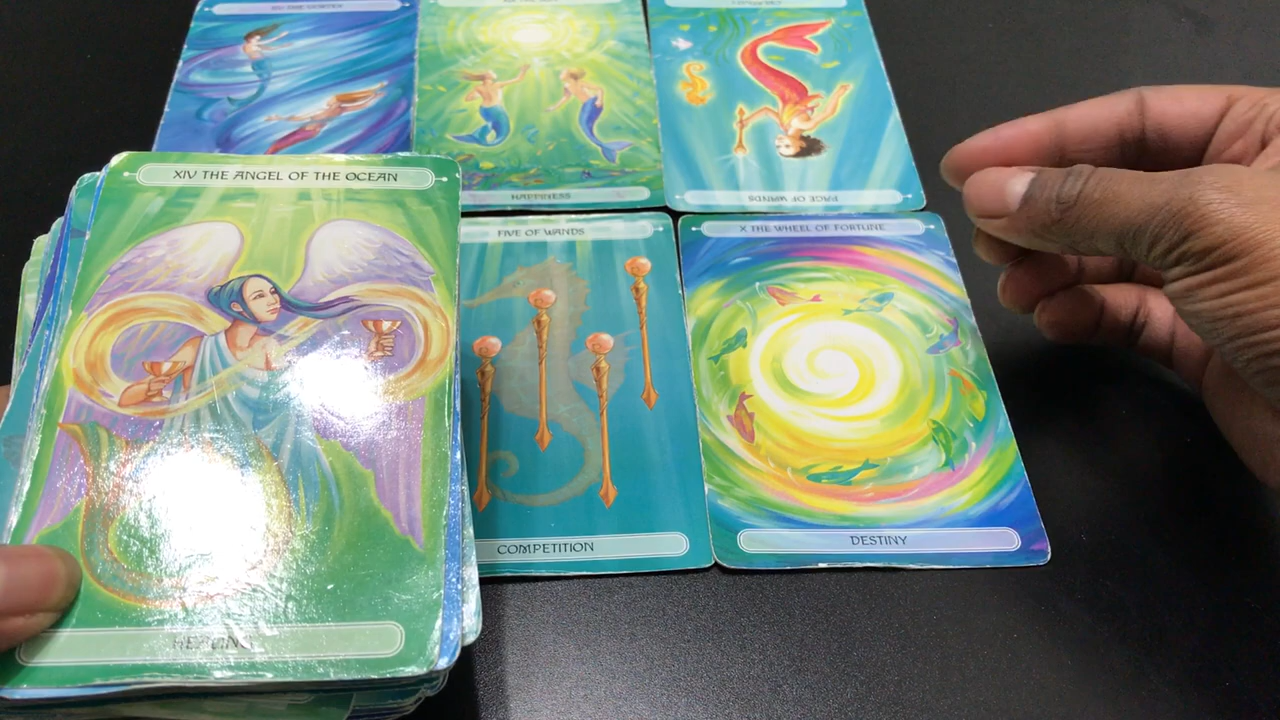 HAPPINESS
PAGE OF WANDS
XIV THE ANGEL OF THE OCEAN
FIVE OF WANDS
X THE WHEEL OF FORTUNE
COMPETITION
DESTINY
HEALING